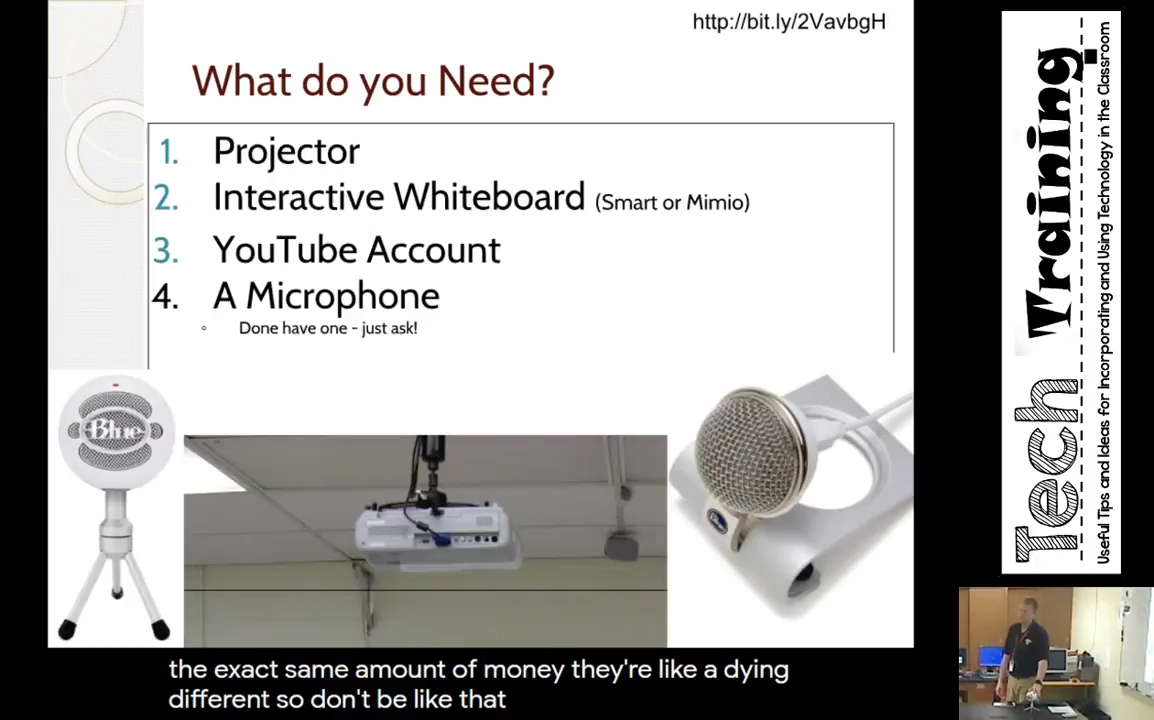 http://bit.ly/2VavbgH
What do you Need?
1. Projector
2. Interactive Whiteboard (Smart or Mimio)
3. YouTube Account
4. A Microphone
◦ Done have one - just ask!
Blue
the exact same amount of money they're like a dying
different so don't be like that
Tech Training
Useful Tips and Ideas for Incorporating and Using Technology in the Classroom